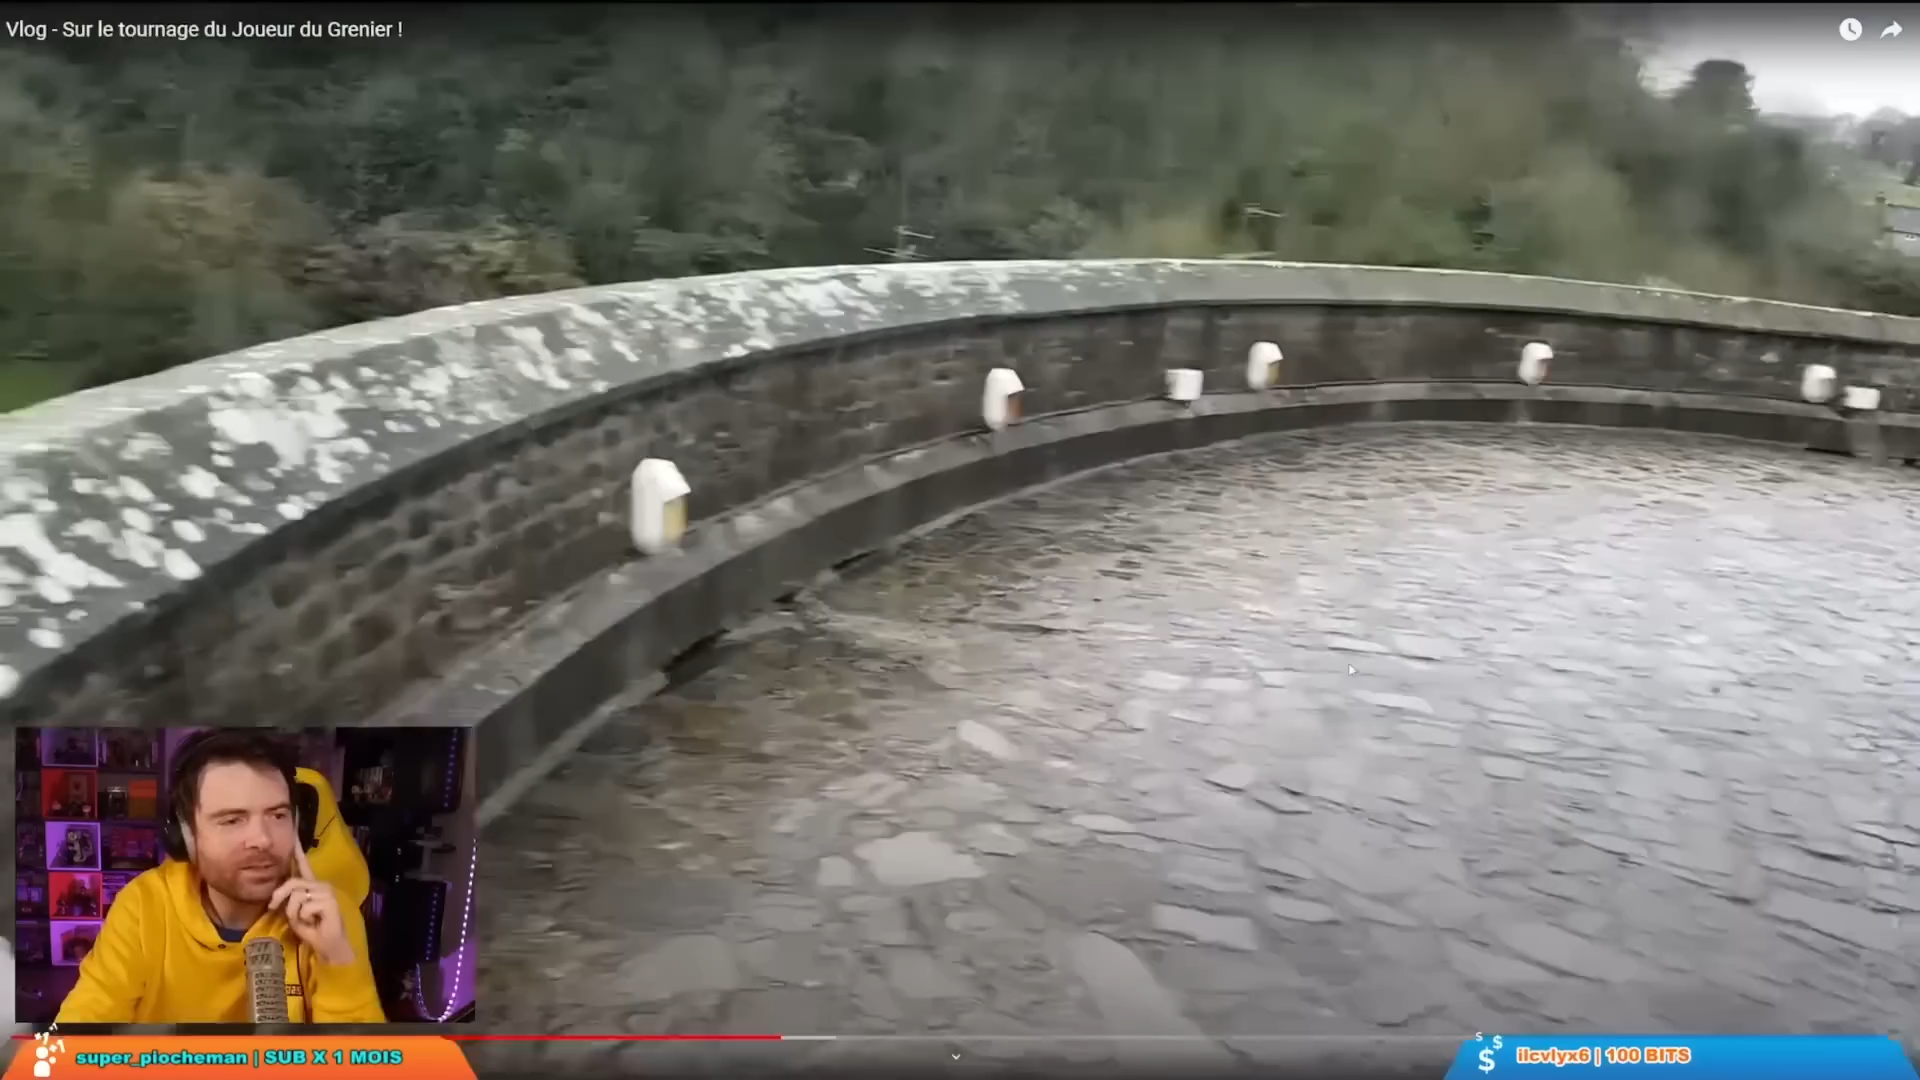 Vlog - Sur le tournage du Joueur du Grenier !
super_piocheman | SUB X 1 MOIS
ilcvlyx6 | 100 BITS